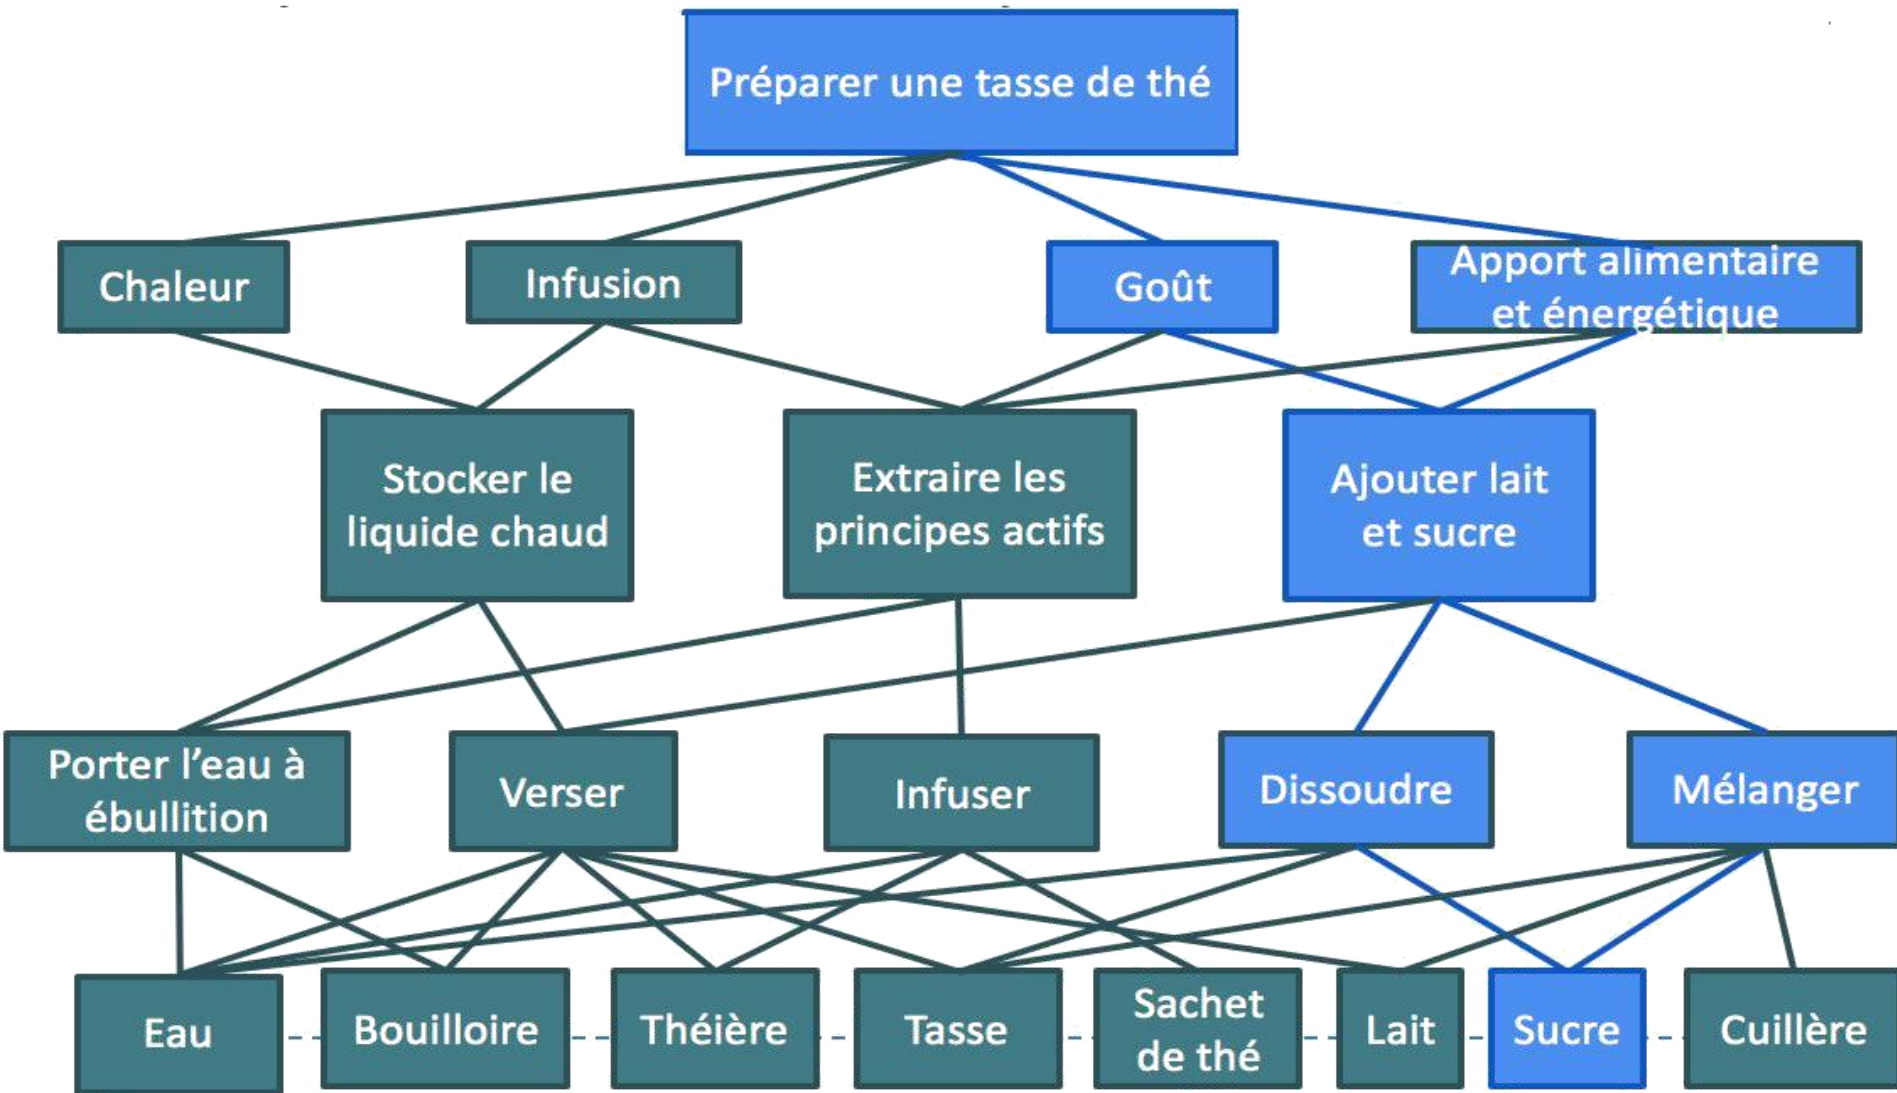 Préparer une tasse de thé
Chaleur
Infusion
Goût
Apport alimentaire
et énergétique
Stocker le
liquide chaud
Extraire les
principes actifs
Ajouter lait
et sucre
Porter l’eau à
ébullition
Verser
Infuser
Dissoudre
Mélanger
Eau
Bouilloire
Théière
Tasse
Sachet
de thé
Lait
Sucre
Cuillère